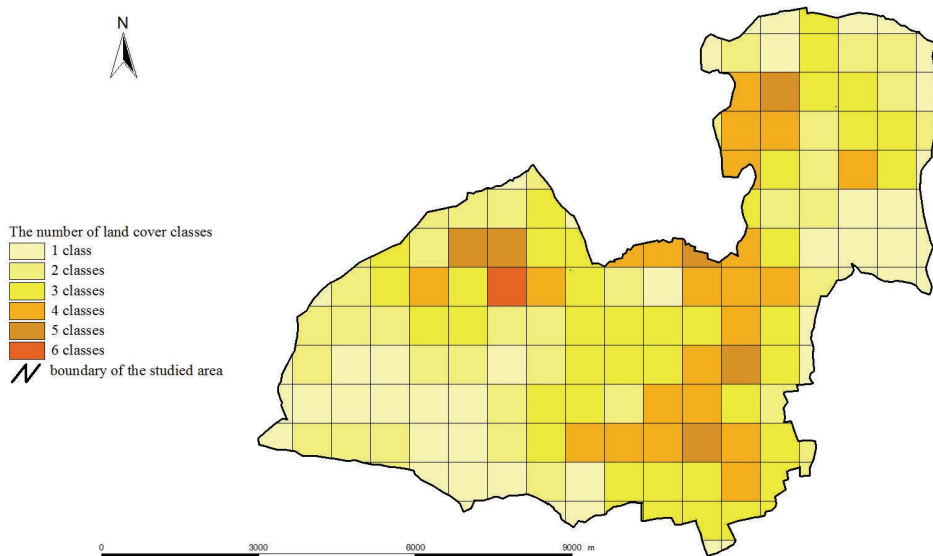 N
The number of land cover classes
1 class
2 classes
3 classes
4 classes
5 classes
6 classes
boundary of the studied area
0 3000 6000 9000 m